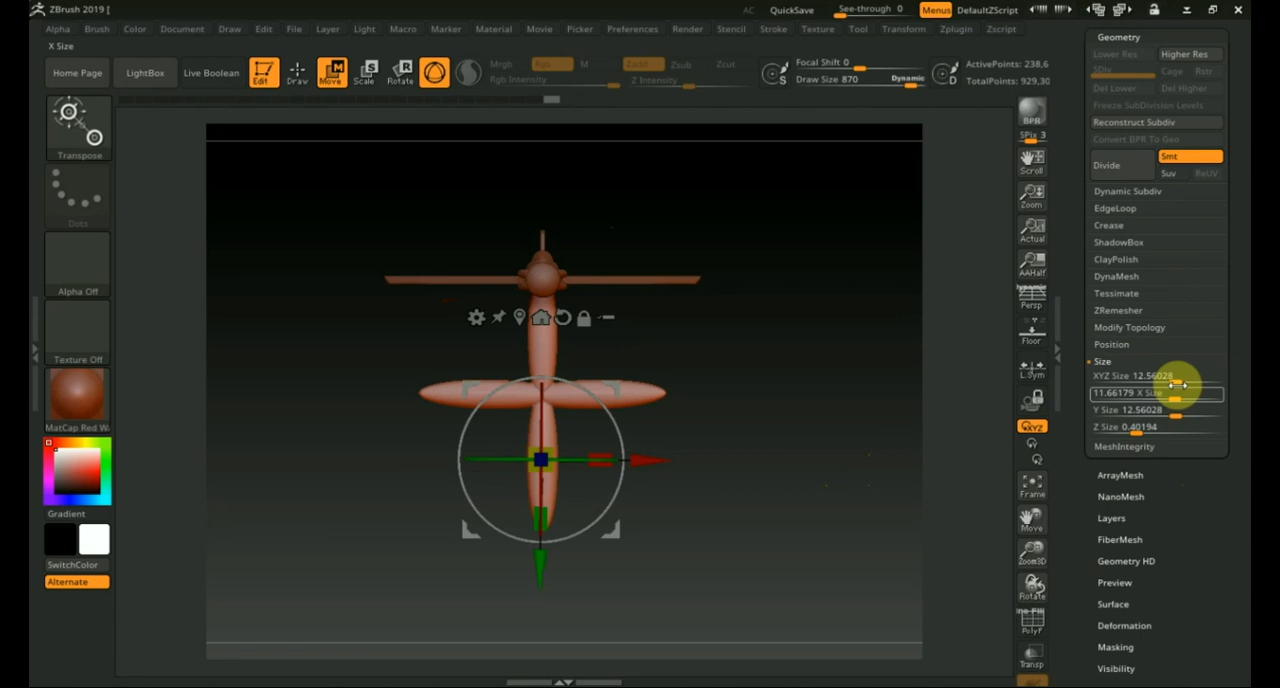 ZBrush 2019 [
AC QuickSave See-through 0 Menus DefaultZScript
Alpha Brush Color Document Draw Edit File Layer Light Macro Marker Material Movie Picker Preferences Render Stencil Stroke Texture Tool Transform Zplugin Zscript
X Size
Home Page LightBox Live Boolean Edit Draw Move Scale Rotate
Mrgb Rgb M Zadd Zsub Zcut
Rgb Intensity Z Intensity
Focal Shift 0
Draw Size 870 Dynamic
S
D
ActivePoints: 238,6
TotalPoints: 929,30
Transpose
Dots
Alpha Off
Texture Off
MatCap Red Wa
Gradient
SwitchColor
Alternate
BPR
SPix 3
Scroll
Zoom
Actual
AAHalf
Dynamic
Persp
Floor
L.Sym
XYZ
Frame
Move
Zoom3D
Rotate
PolyF
Transp
Geometry
Lower Res Higher Res
SDiv Cage Rstr
Del Lower Del Higher
Freeze SubDivision Levels
Reconstruct Subdiv
Convert BPR To Geo
Divide Smt
Suv ReUV
Dynamic Subdiv
EdgeLoop
Crease
ShadowBox
ClayPolish
DynaMesh
Tessimate
ZRemesher
Modify Topology
Position
Size
XYZ Size 12.56028
11.66179 X Size
Y Size 12.56028
Z Size 0.40194
MeshIntegrity
ArrayMesh
NanoMesh
Layers
FiberMesh
Geometry HD
Preview
Surface
Deformation
Masking
Visibility